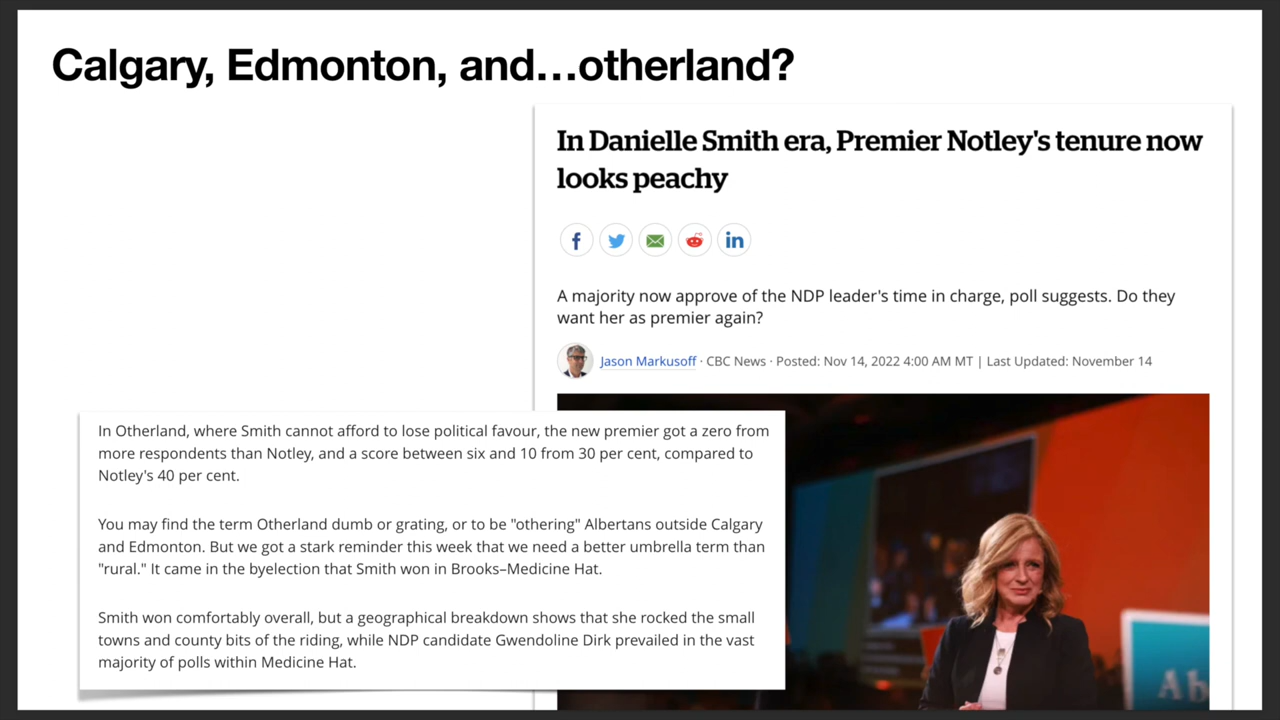 Calgary, Edmonton, and…otherland?
In Danielle Smith era, Premier Notley's tenure now
looks peachy
A majority now approve of the NDP leader's time in charge, poll suggests. Do they
want her as premier again?
Jason Markusoff · CBC News · Posted: Nov 14, 2022 4:00 AM MT | Last Updated: November 14
In Otherland, where Smith cannot afford to lose political favour, the new premier got a zero from
more respondents than Notley, and a score between six and 10 from 30 per cent, compared to
Notley's 40 per cent.
You may find the term Otherland dumb or grating, or to be "othering" Albertans outside Calgary
and Edmonton. But we got a stark reminder this week that we need a better umbrella term than
"rural." It came in the byelection that Smith won in Brooks–Medicine Hat.
Smith won comfortably overall, but a geographical breakdown shows that she rocked the small
towns and county bits of the riding, while NDP candidate Gwendoline Dirk prevailed in the vast
majority of polls within Medicine Hat.
Ab